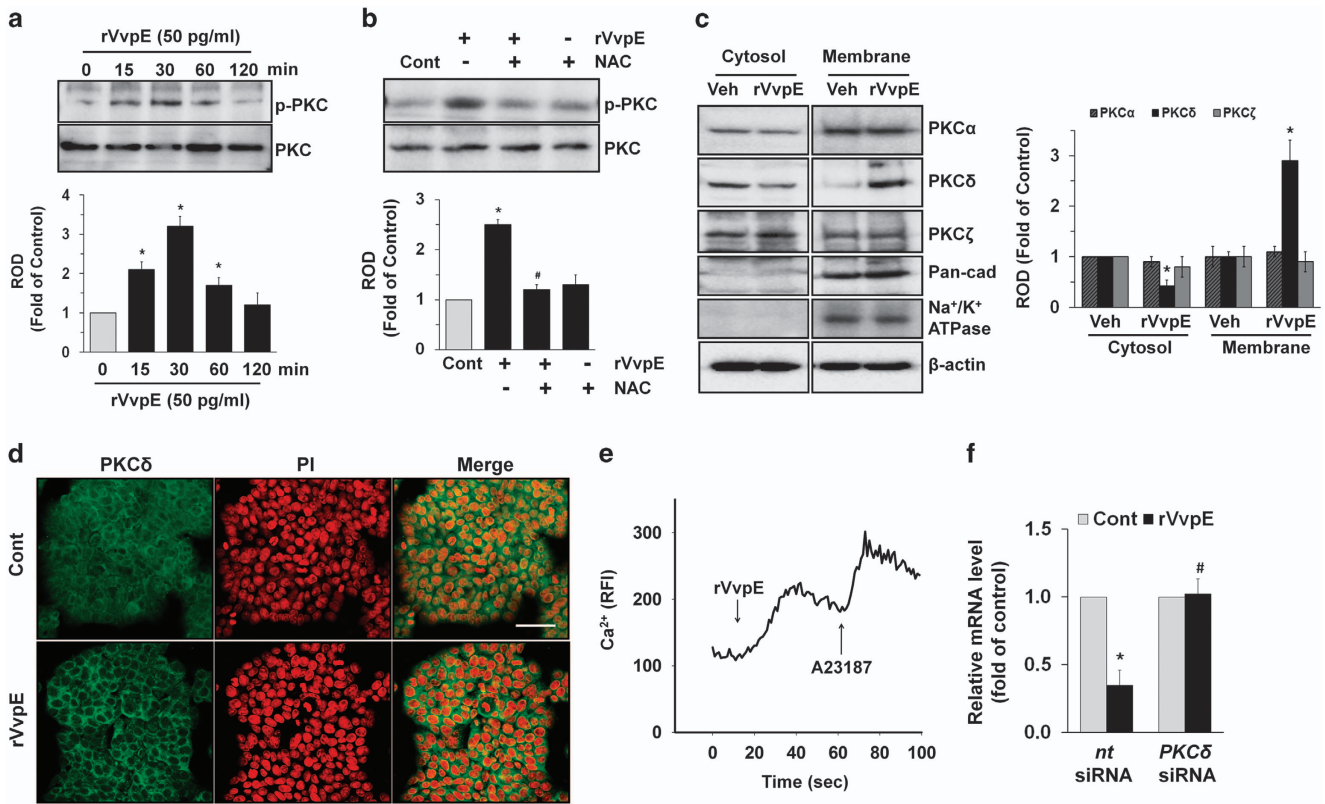 a
rVvpE (50 pg/ml)
0 15 30 60 120 min
p-PKC
PKC
ROD
(Fold of Control)
4
3
2
1
0
*
*
*
0 15 30 60 120 min
rVvpE (50 pg/ml)
b
+ + - rVvpE
Cont - + + NAC
p-PKC
PKC
ROD
(Fold of Control)
3
2
1
0
*
#
Cont + + - rVvpE
- + + NAC
c
Cytosol Membrane
Veh rVvpE Veh rVvpE
PKCα
PKCδ
PKCζ
Pan-cad
Na⁺/K⁺
ATPase
β-actin
PKCα PKCδ PKCζ
ROD (Fold of Control)
3
2
1
0
*
*
Veh rVvpE Veh rVvpE
Cytosol Membrane
d
PKCδ PI Merge
Cont
rVvpE
e
Ca²⁺ (RFI)
300
200
100
0
rVvpE
A23187
0 20 40 60 80 100
Time (sec)
f
Cont rVvpE
Relative mRNA level
(fold of control)
1.5
1.0
0.5
0.0
*
#
nt PKCδ
siRNA siRNA